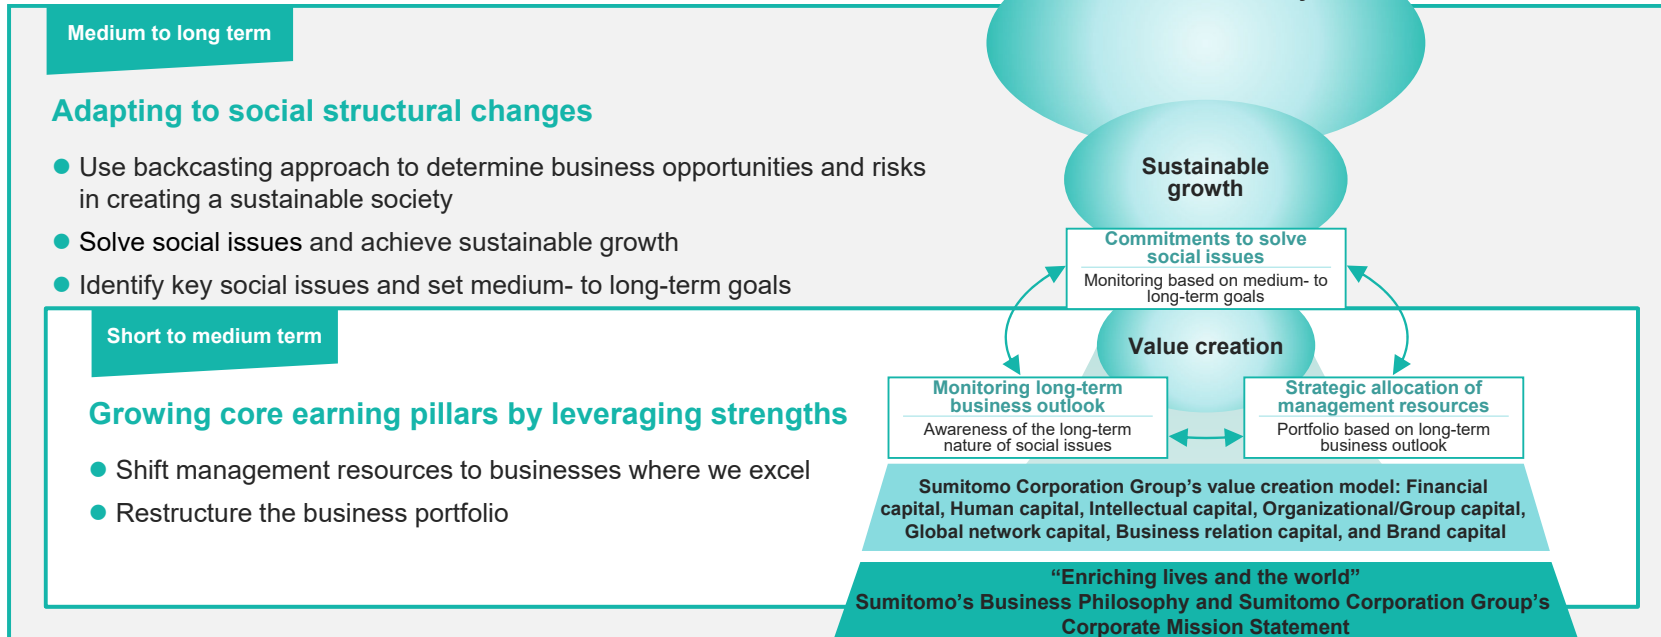 Medium to long term
Adapting to social structural changes
● Use backcasting approach to determine business opportunities and risks
in creating a sustainable society
● Solve social issues and achieve sustainable growth
● Identify key social issues and set medium- to long-term goals
Short to medium term
Growing core earning pillars by leveraging strengths
● Shift management resources to businesses where we excel
● Restructure the business portfolio
Sustainable
growth
Commitments to solve
social issues
Monitoring based on medium- to
long-term goals
Value creation
Monitoring long-term
business outlook
Awareness of the long-term
nature of social issues
Strategic allocation of
management resources
Portfolio based on long-term
business outlook
Sumitomo Corporation Group’s value creation model: Financial
capital, Human capital, Intellectual capital, Organizational/Group capital,
Global network capital, Business relation capital, and Brand capital
“Enriching lives and the world”
Sumitomo’s Business Philosophy and Sumitomo Corporation Group’s
Corporate Mission Statement